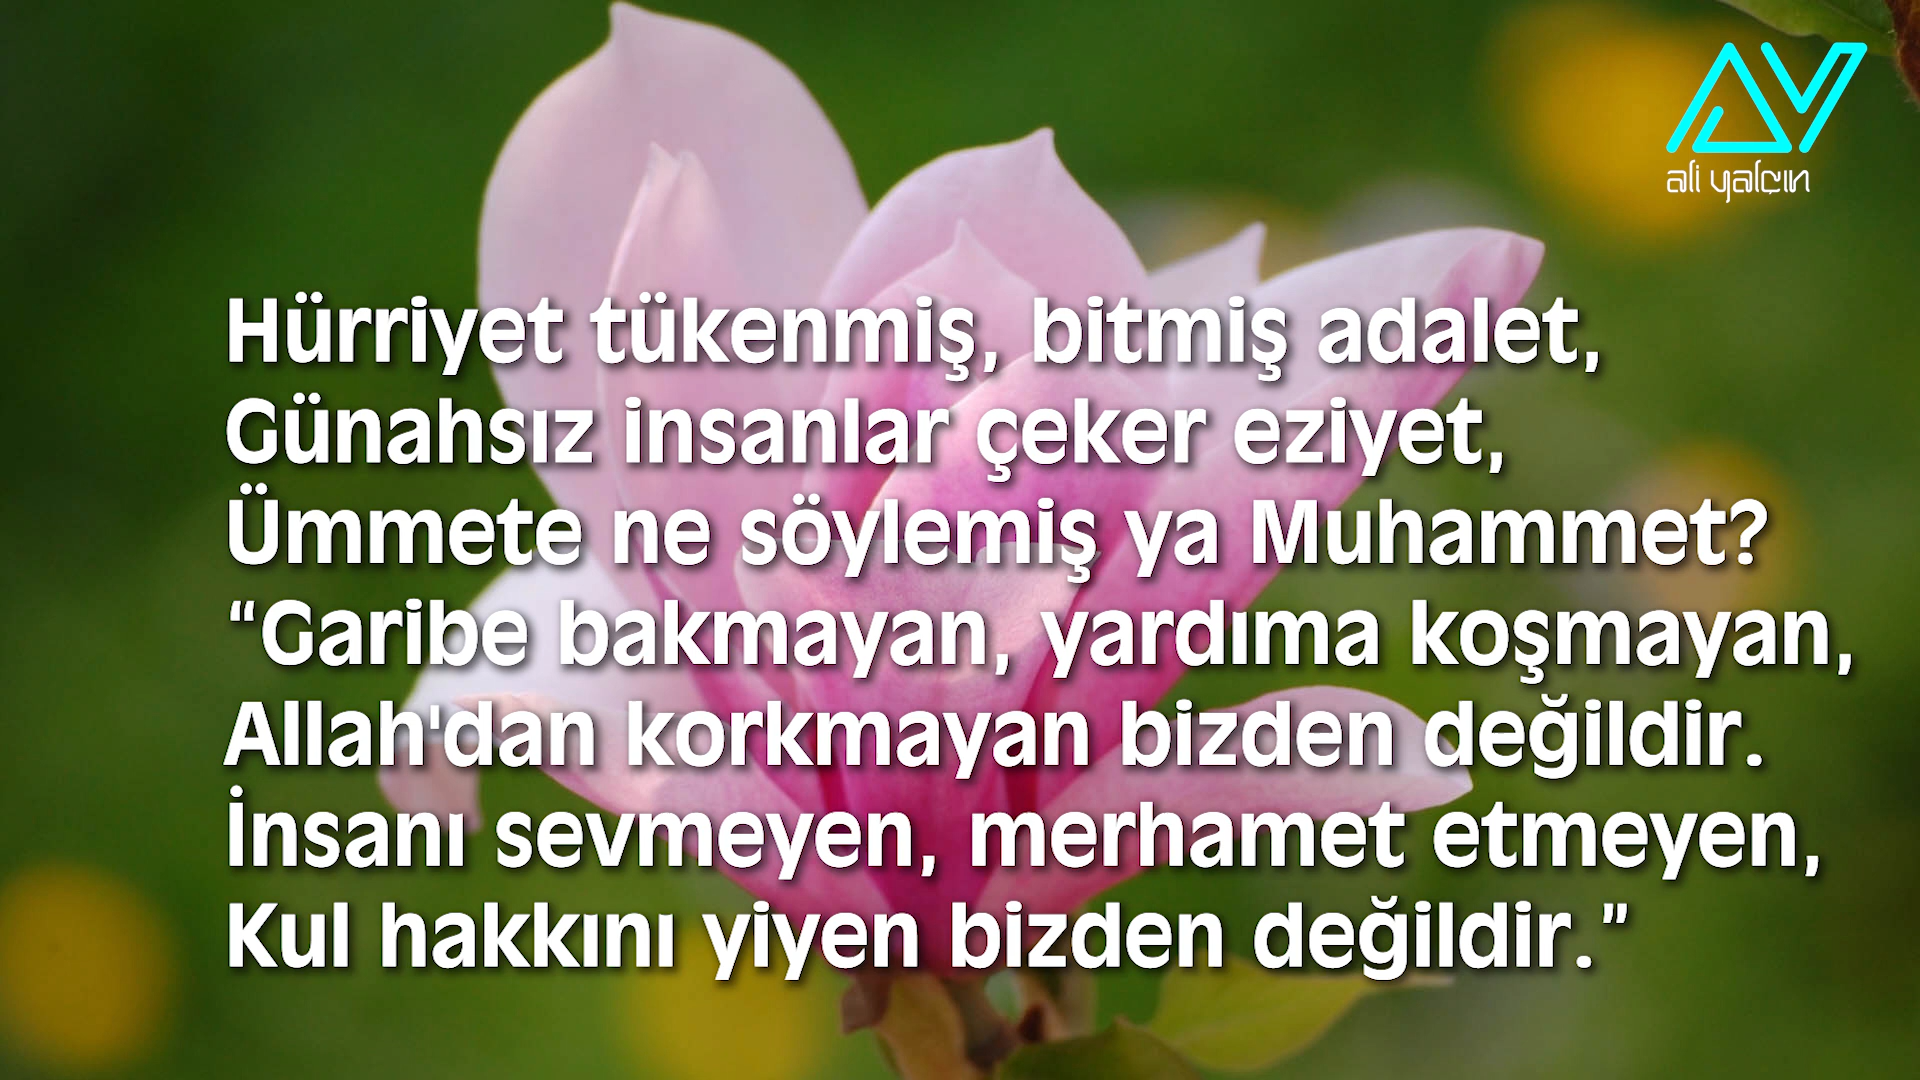 ali yalçın
Hürriyet tükenmiş, bitmiş adalet,
Günahsız insanlar çeker eziyet,
Ümmete ne söylemiş ya Muhammet?
“Garibe bakmayan, yardıma koşmayan,
Allah'dan korkmayan bizden değildir.
İnsanı sevmeyen, merhamet etmeyen,
Kul hakkını yiyen bizden değildir.”